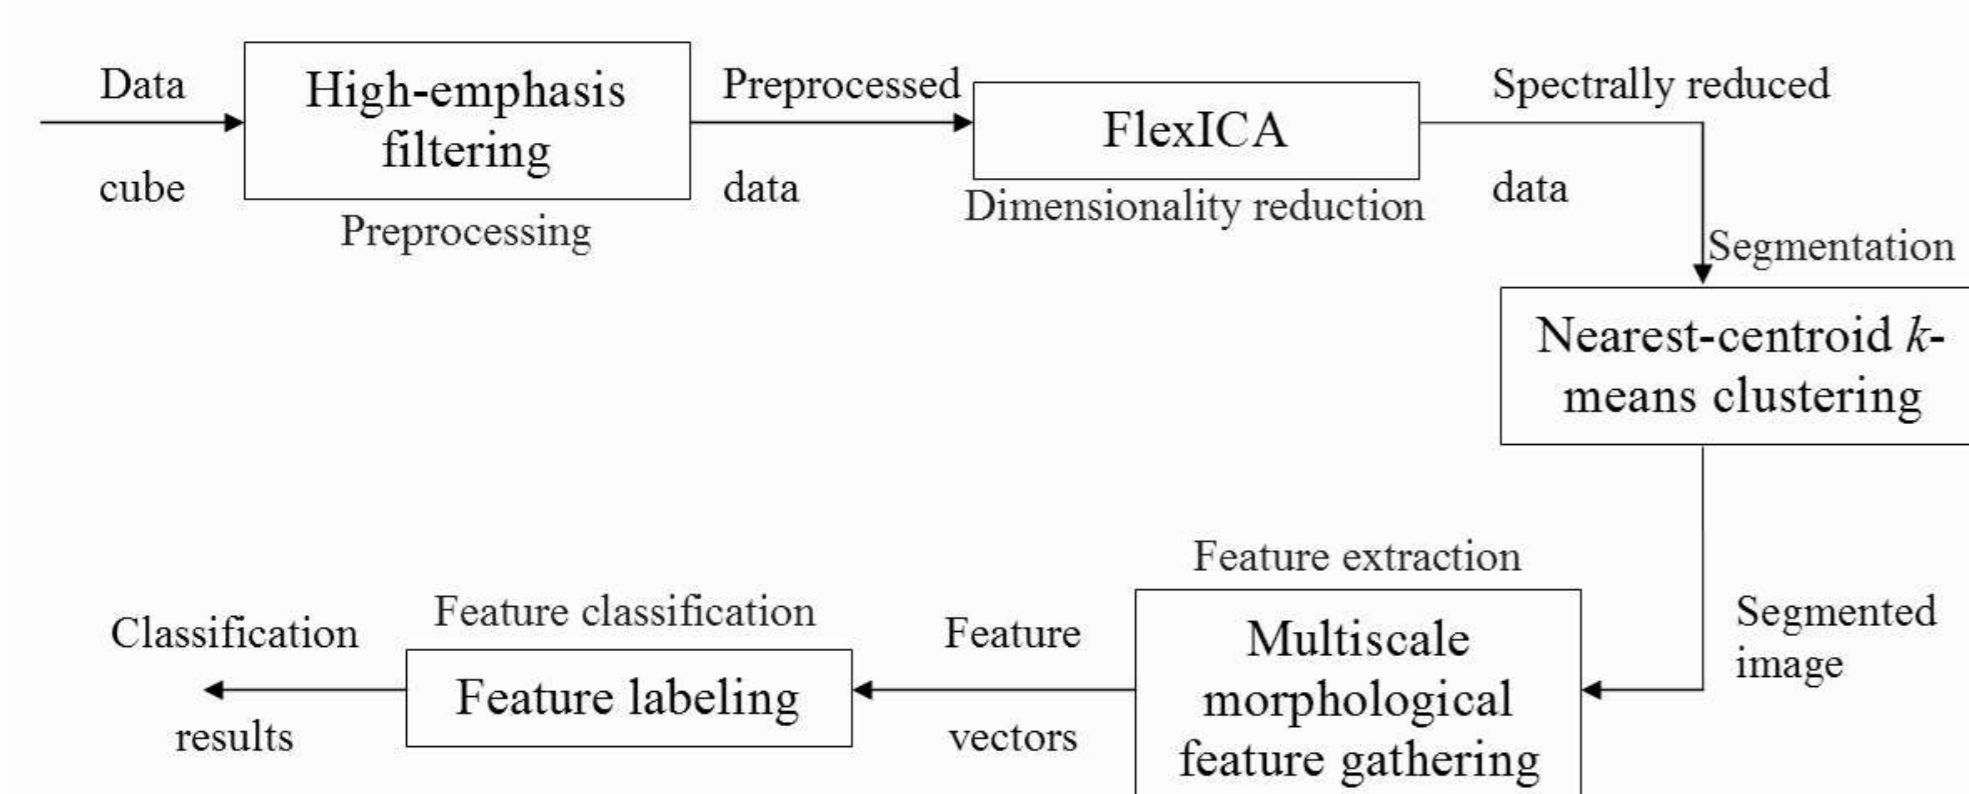 Data
cube
High-emphasis
filtering
Preprocessing
Preprocessed
data
FlexICA
Dimensionality reduction
Spectrally reduced
data
Segmentation
Nearest-centroid k-
means clustering
Segmented
image
Feature extraction
Multiscale
morphological
feature gathering
Feature
vectors
Feature classification
Feature labeling
Classification
results